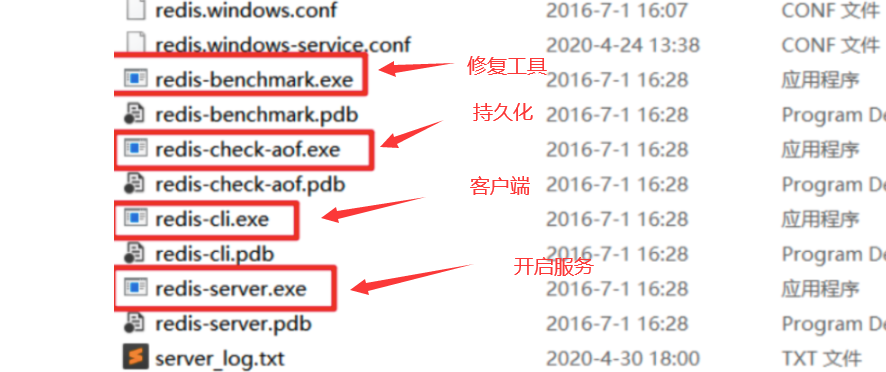 redis.windows.conf 2016-7-1 16:07 CONF 文件
redis.windows-service.conf 2020-4-24 13:38 CONF 文件
redis-benchmark.exe 修复工具 2016-7-1 16:28 应用程序
redis-benchmark.pdb 持久化 2016-7-1 16:28 Program De
redis-check-aof.exe 2016-7-1 16:28 应用程序
redis-check-aof.pdb 客户端 2016-7-1 16:28 Program De
redis-cli.exe 2016-7-1 16:28 应用程序
redis-cli.pdb 开启服务 2016-7-1 16:28 Program De
redis-server.exe 2016-7-1 16:28 应用程序
redis-server.pdb 2016-7-1 16:28 Program De
server_log.txt 2020-4-30 18:00 TXT 文件